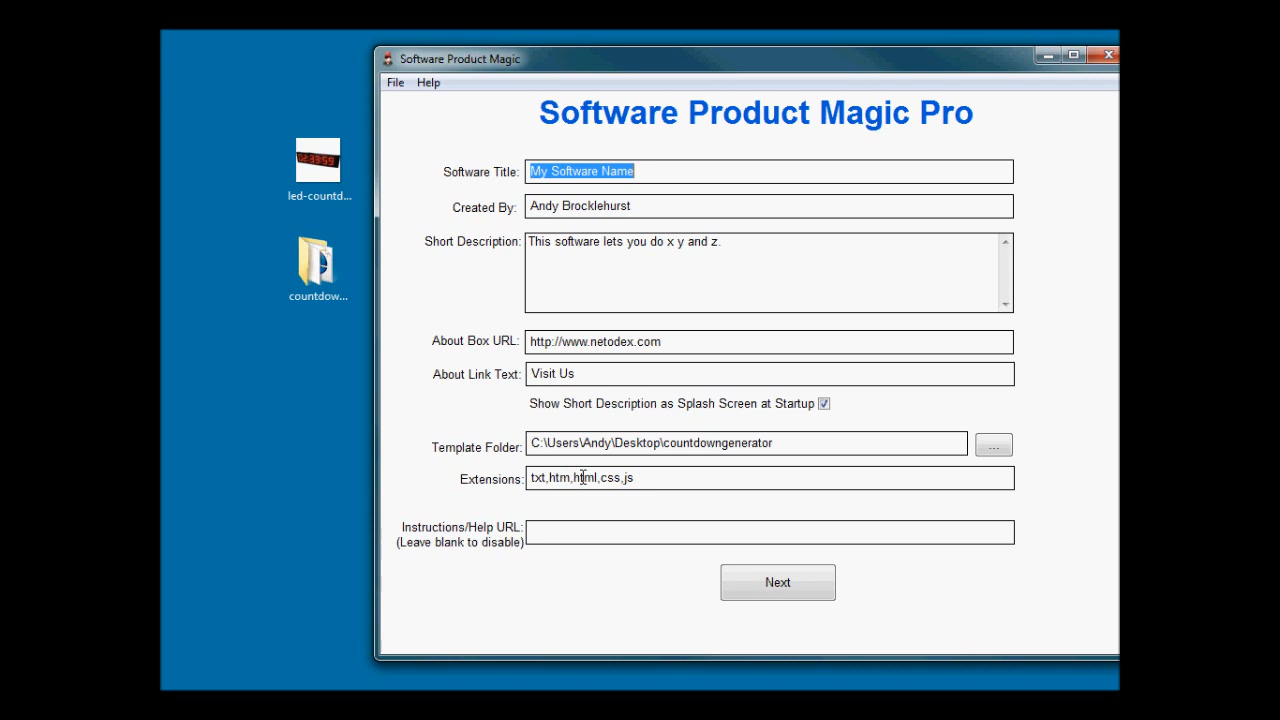 Software Product Magic
File Help
Software Product Magic Pro
Software Title: My Software Name
Created By: Andy Brocklehurst
Short Description: This software lets you do x y and z.
About Box URL: http://www.netodex.com
About Link Text: Visit Us
Show Short Description as Splash Screen at Startup
Template Folder: C:\Users\Andy\Desktop\countdowngenerator ...
Extensions: txt,htm,html,css,js
Instructions/Help URL:
(Leave blank to disable)
Next
02:39:59
led-countd...
countdow...